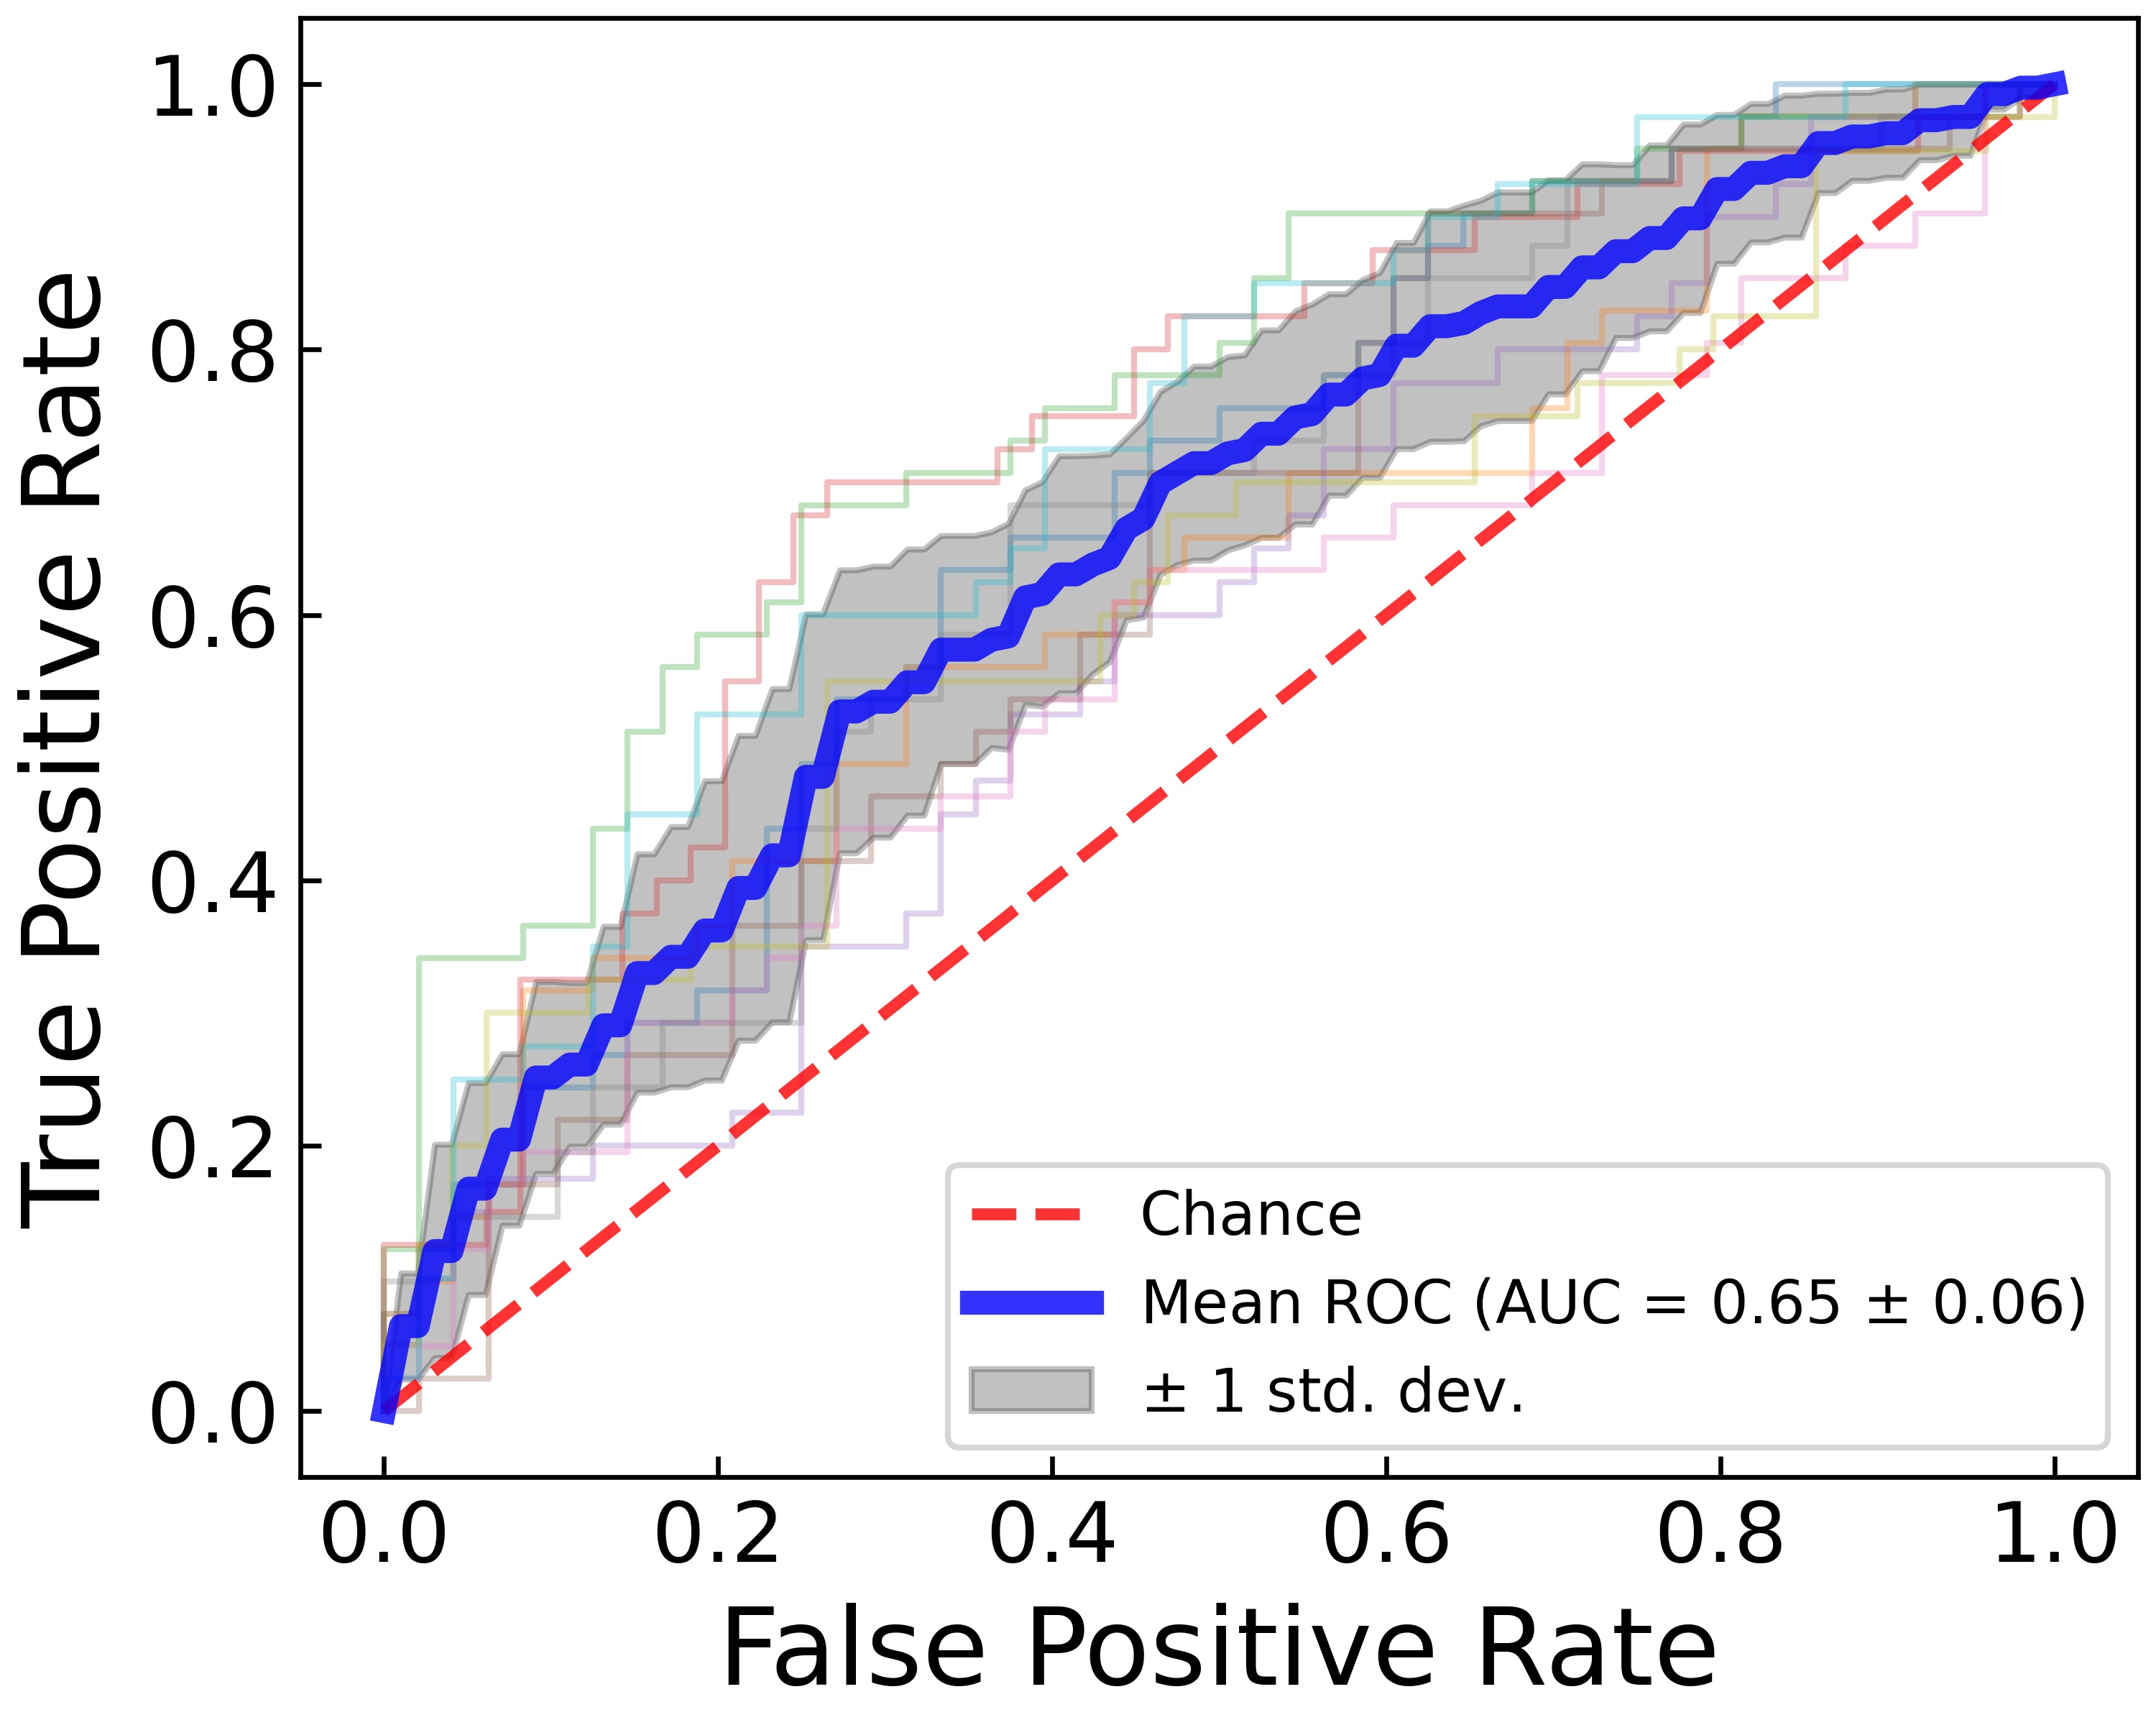 True Positive Rate
1.0
0.8
0.6
0.4
0.2
0.0
Chance
Mean ROC (AUC = 0.65 ± 0.06)
± 1 std. dev.
0.0 0.2 0.4 0.6 0.8 1.0
False Positive Rate